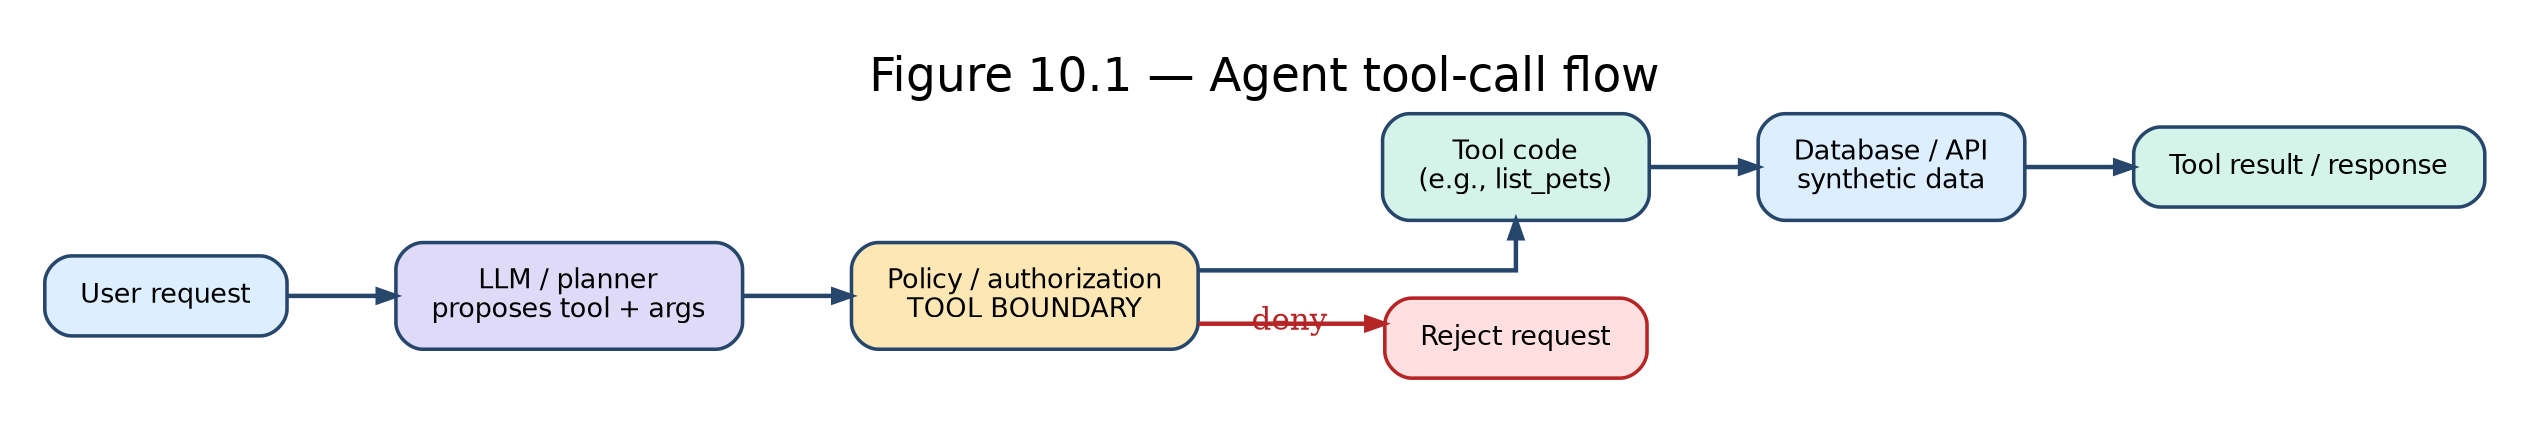 Figure 10.1 — Agent tool-call flow
User request
LLM / planner
proposes tool + args
Policy / authorization
TOOL BOUNDARY
deny
Tool code
(e.g., list_pets)
Database / API
synthetic data
Tool result / response
Reject request